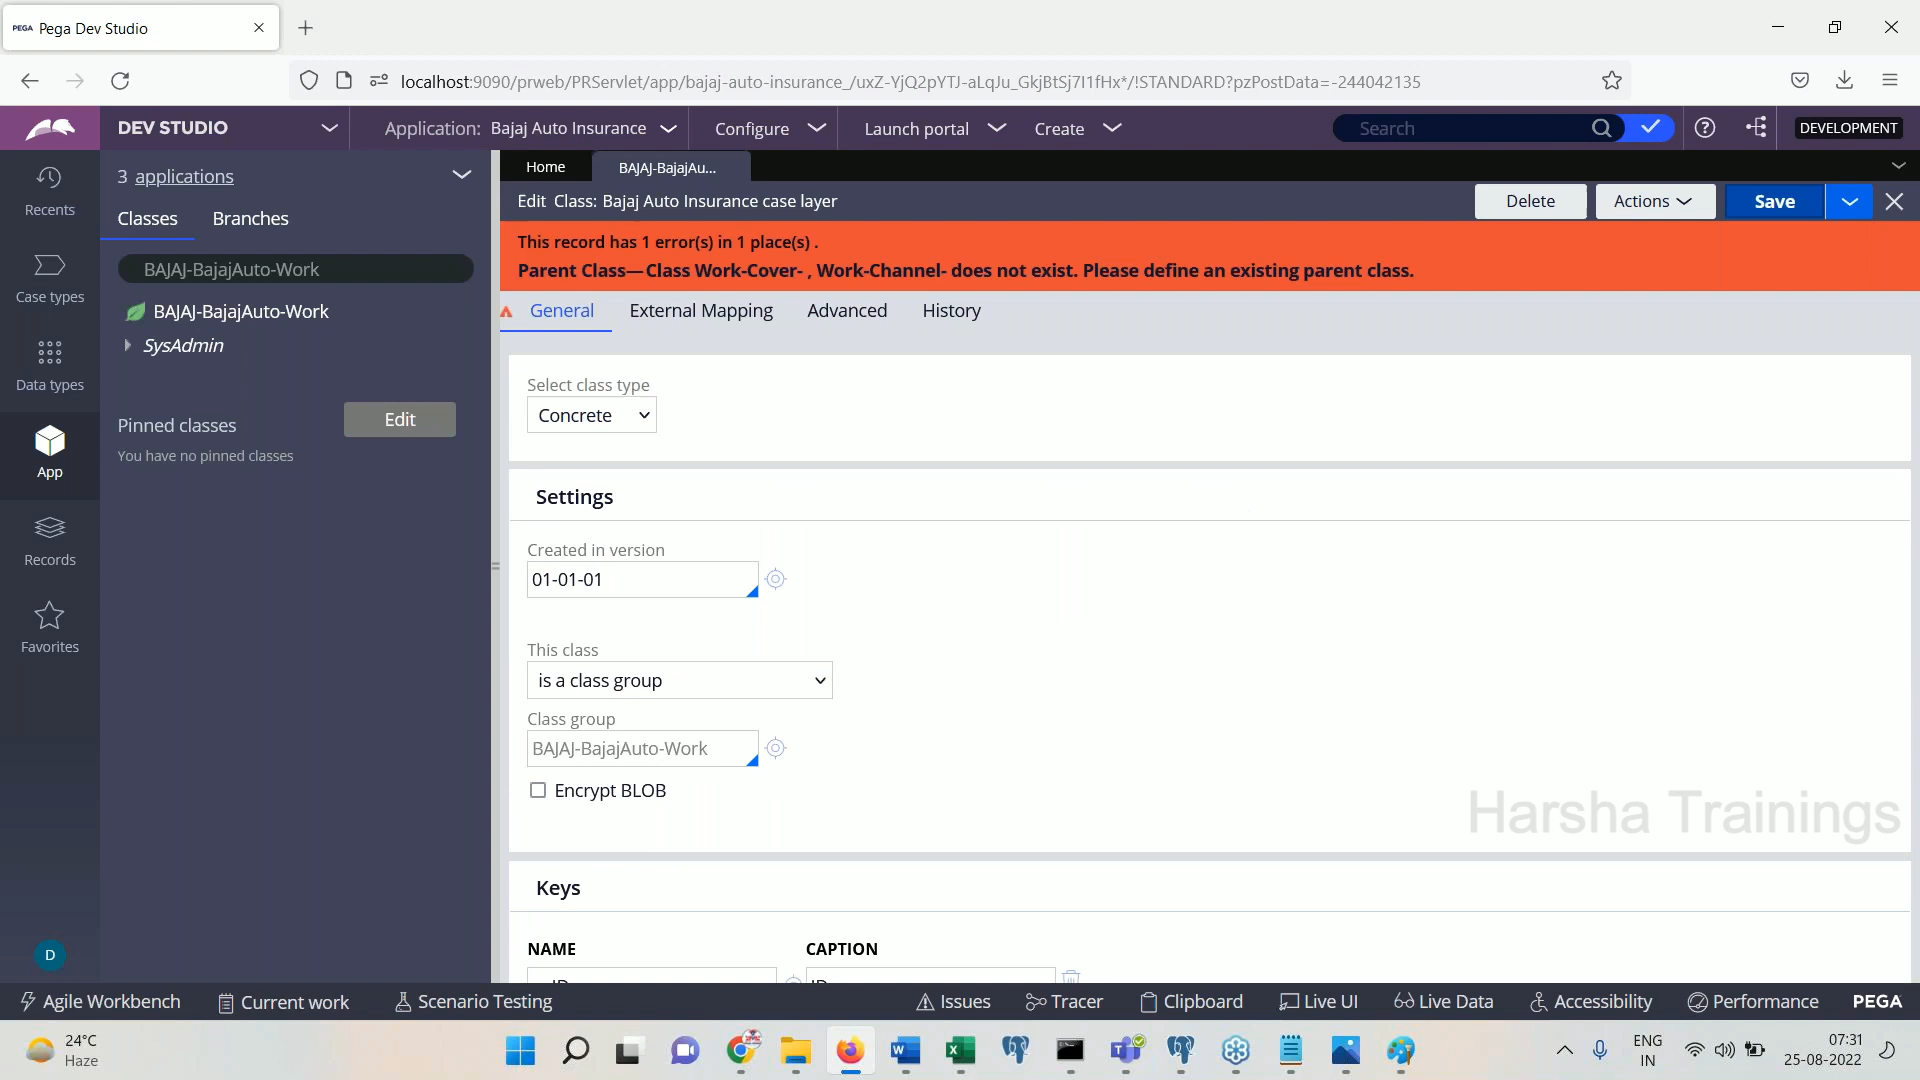 PEGA Pega Dev Studio
localhost:9090/prweb/PRServlet/app/bajaj-auto-insurance_/uxZ-YjQ2pYTJ-aLqJu_GkjBtSj7I1fHx*/!STANDARD?pzPostData=-244042135
DEV STUDIO
Application: Bajaj Auto Insurance
Configure
Launch portal
Create
Search
DEVELOPMENT
Recents
Case types
Data types
App
Records
Favorites
D
3 applications
Classes Branches
BAJAJ-BajajAuto-Work
BAJAJ-BajajAuto-Work
SysAdmin
Pinned classes
Edit
You have no pinned classes
Home BAJAJ-BajajAu...
Edit Class: Bajaj Auto Insurance case layer
Delete Actions Save
This record has 1 error(s) in 1 place(s) .
Parent Class—Class Work-Cover- , Work-Channel- does not exist. Please define an existing parent class.
General External Mapping Advanced History
Select class type
Concrete
Settings
Created in version
01-01-01
This class
is a class group
Class group
BAJAJ-BajajAuto-Work
Encrypt BLOB
Harsha Trainings
Keys
NAME CAPTION
Agile Workbench Current work Scenario Testing Issues Tracer Clipboard Live UI Live Data Accessibility Performance PEGA
24°C
Haze
ENG
IN
07:31
25-08-2022